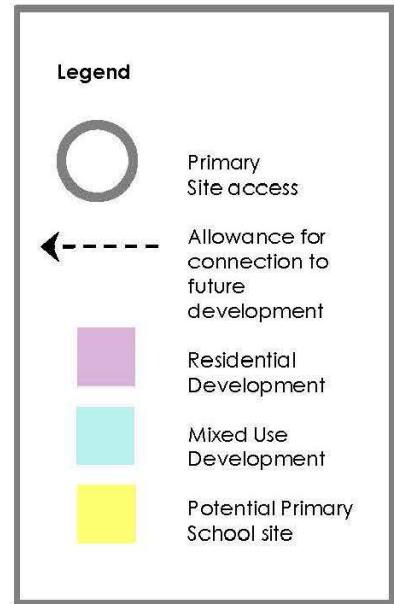 Legend
Primary
Site access
Allowance for
connection to
future
development
Residential
Development
Mixed Use
Development
Potential Primary
School site